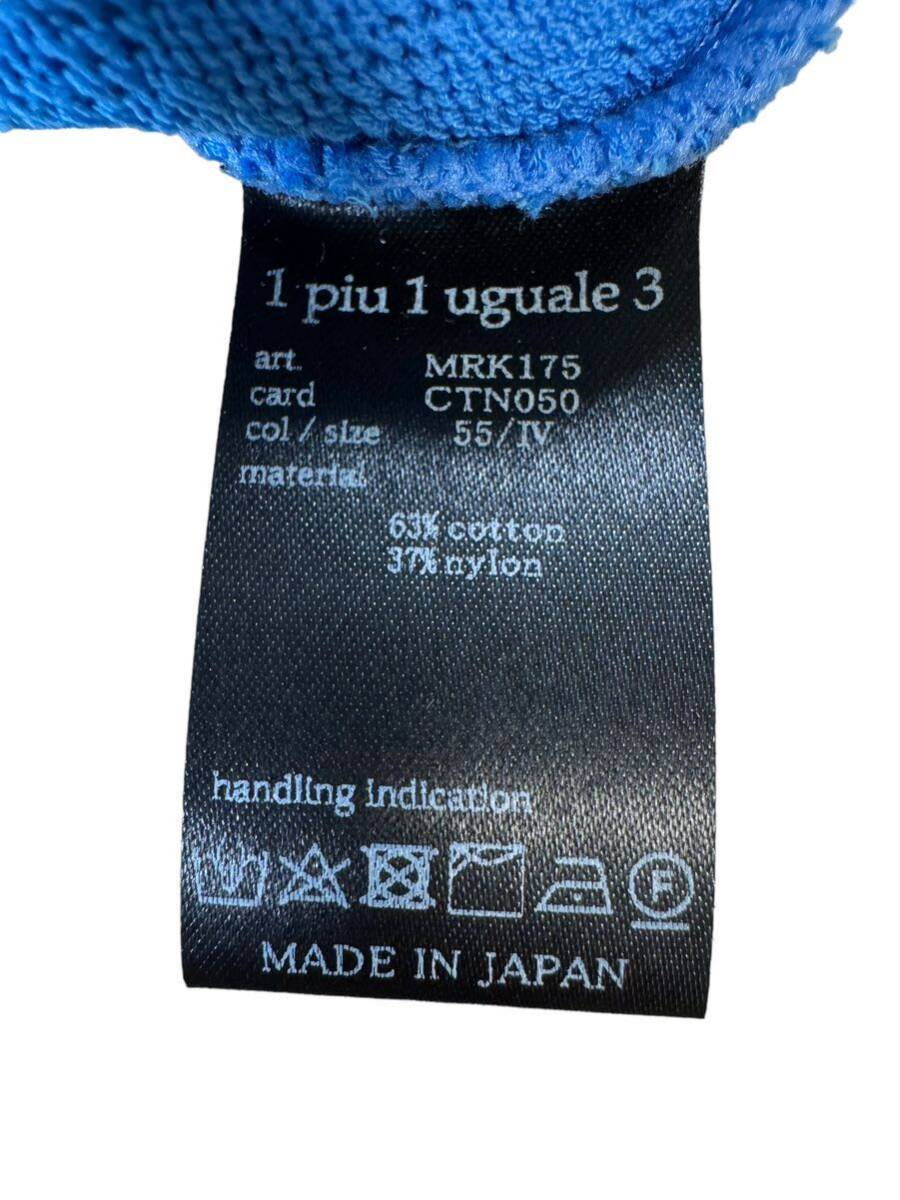 1 piu 1 uguale 3
art. MRK175
card CTN050
col / size 55/IV
material
63% cotton
37% nylon
handling indication
F
MADE IN JAPAN